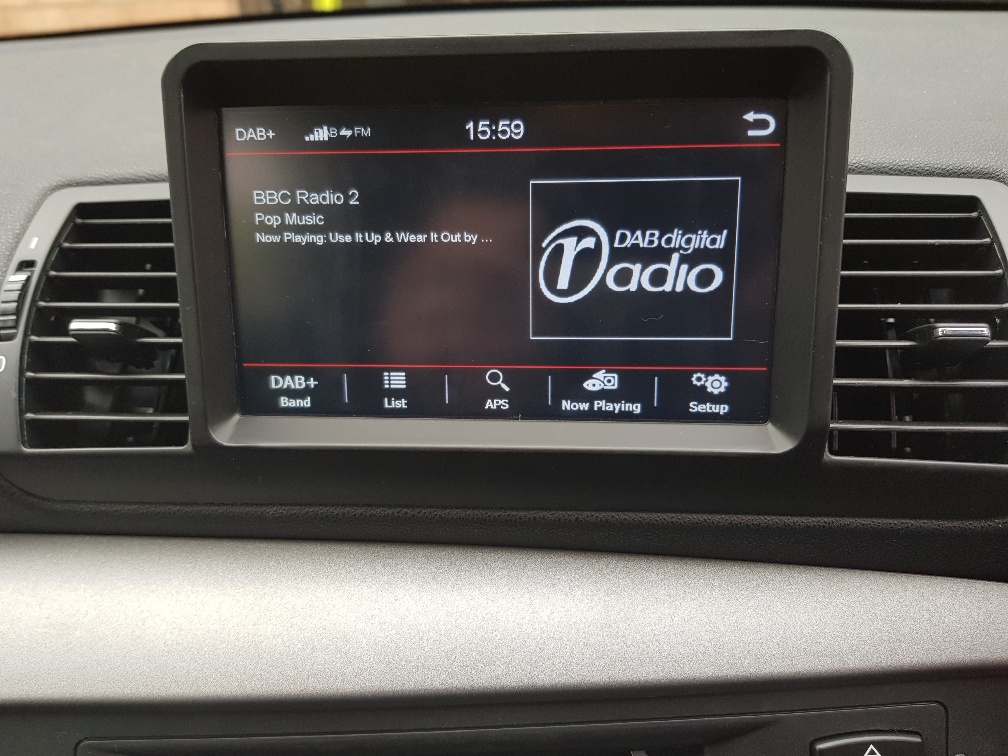 DAB+ AB FM 15:59
BBC Radio 2
Pop Music
Now Playing: Use It Up & Wear It Out by ...
DAB digital
radio
DAB+
Band
List
APS
Now Playing
Setup